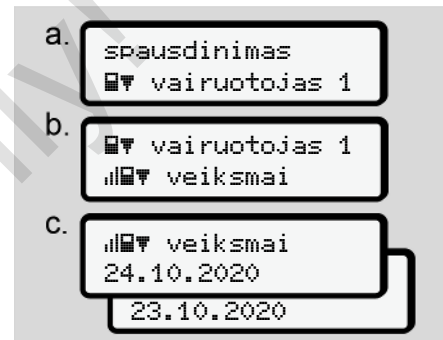 a.
spausdinimas
vairuotojas 1
b.
vairuotojas 1
veiksmai
c.
veiksmai
24.10.2020
23.10.2020